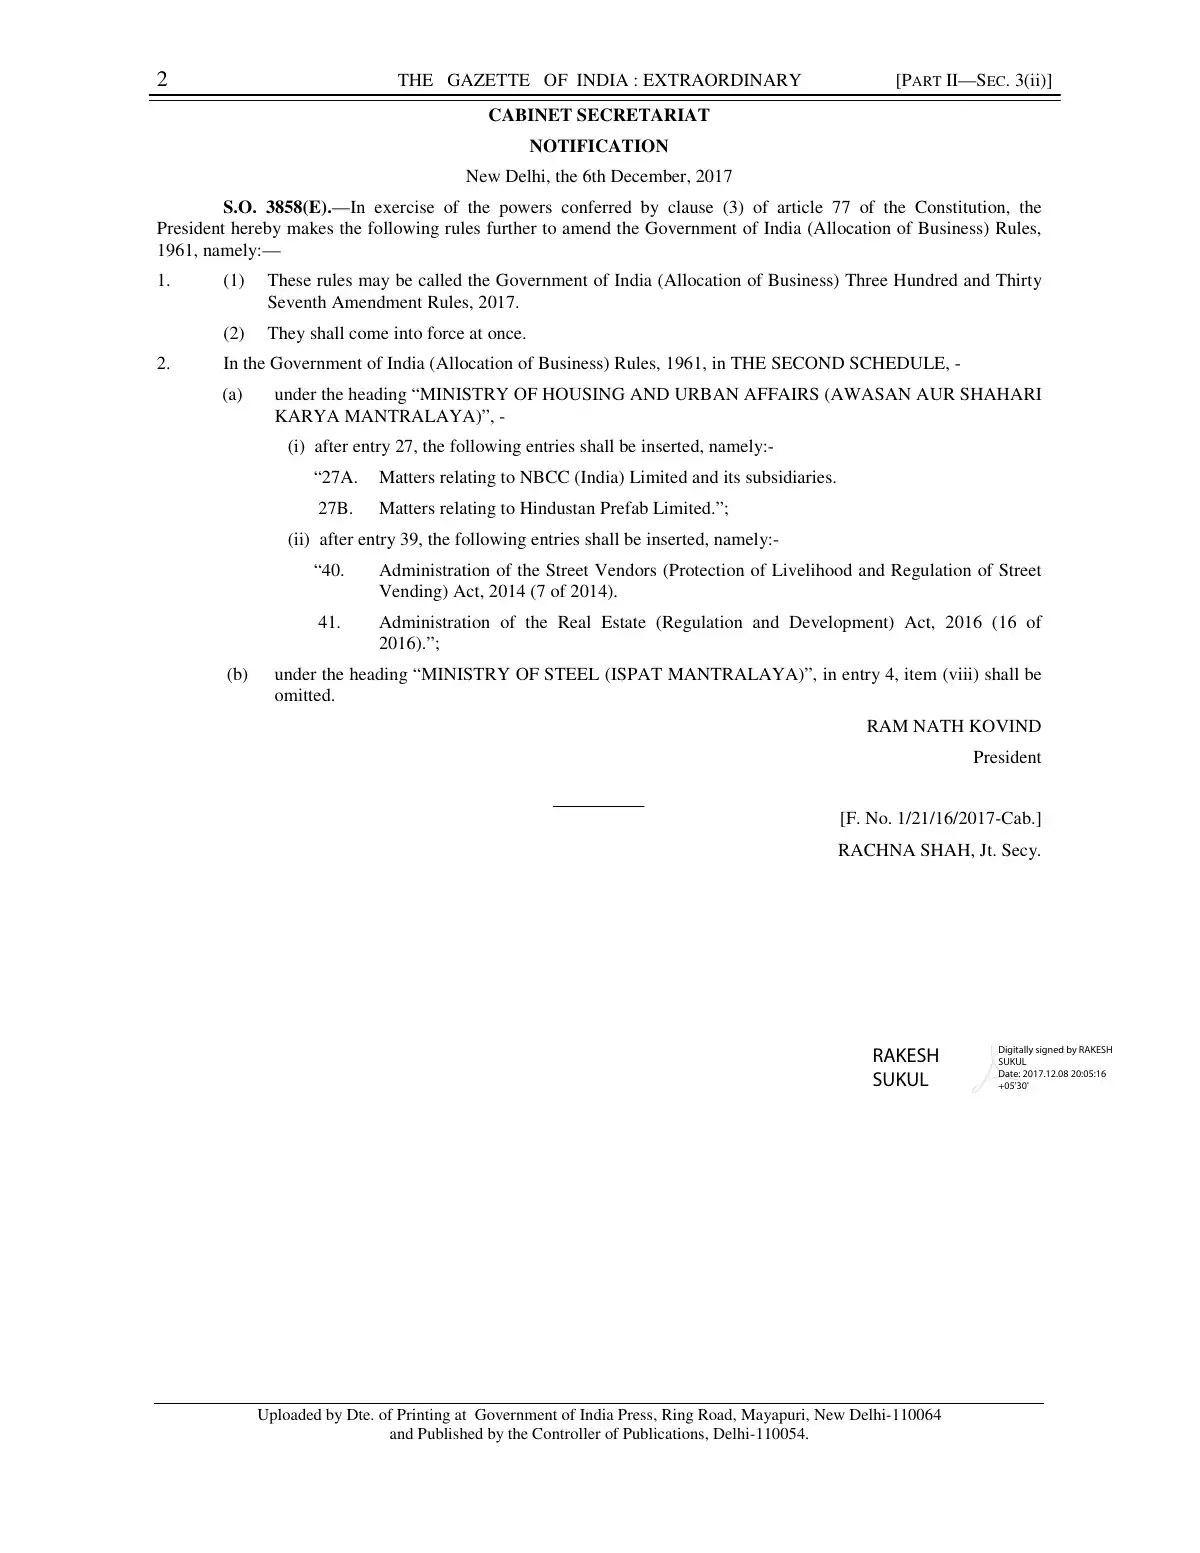 2 THE GAZETTE OF INDIA : EXTRAORDINARY [PART II—SEC. 3(ii)]
CABINET SECRETARIAT
NOTIFICATION
New Delhi, the 6th December, 2017
S.O. 3858(E).—In exercise of the powers conferred by clause (3) of article 77 of the Constitution, the
President hereby makes the following rules further to amend the Government of India (Allocation of Business) Rules,
1961, namely:—
1. (1) These rules may be called the Government of India (Allocation of Business) Three Hundred and Thirty
Seventh Amendment Rules, 2017.
(2) They shall come into force at once.
2. In the Government of India (Allocation of Business) Rules, 1961, in THE SECOND SCHEDULE, -
(a) under the heading “MINISTRY OF HOUSING AND URBAN AFFAIRS (AWASAN AUR SHAHARI
KARYA MANTRALAYA)”, -
(i) after entry 27, the following entries shall be inserted, namely:-
“27A. Matters relating to NBCC (India) Limited and its subsidiaries.
27B. Matters relating to Hindustan Prefab Limited.”;
(ii) after entry 39, the following entries shall be inserted, namely:-
“40. Administration of the Street Vendors (Protection of Livelihood and Regulation of Street
Vending) Act, 2014 (7 of 2014).
41. Administration of the Real Estate (Regulation and Development) Act, 2016 (16 of
2016).”;
(b) under the heading “MINISTRY OF STEEL (ISPAT MANTRALAYA)”, in entry 4, item (viii) shall be
omitted.
RAM NATH KOVIND
President
[F. No. 1/21/16/2017-Cab.]
RACHNA SHAH, Jt. Secy.
RAKESH
SUKUL
Digitally signed by RAKESH
SUKUL
Date: 2017.12.08 20:05:16
+05'30'
Uploaded by Dte. of Printing at Government of India Press, Ring Road, Mayapuri, New Delhi-110064
and Published by the Controller of Publications, Delhi-110054.